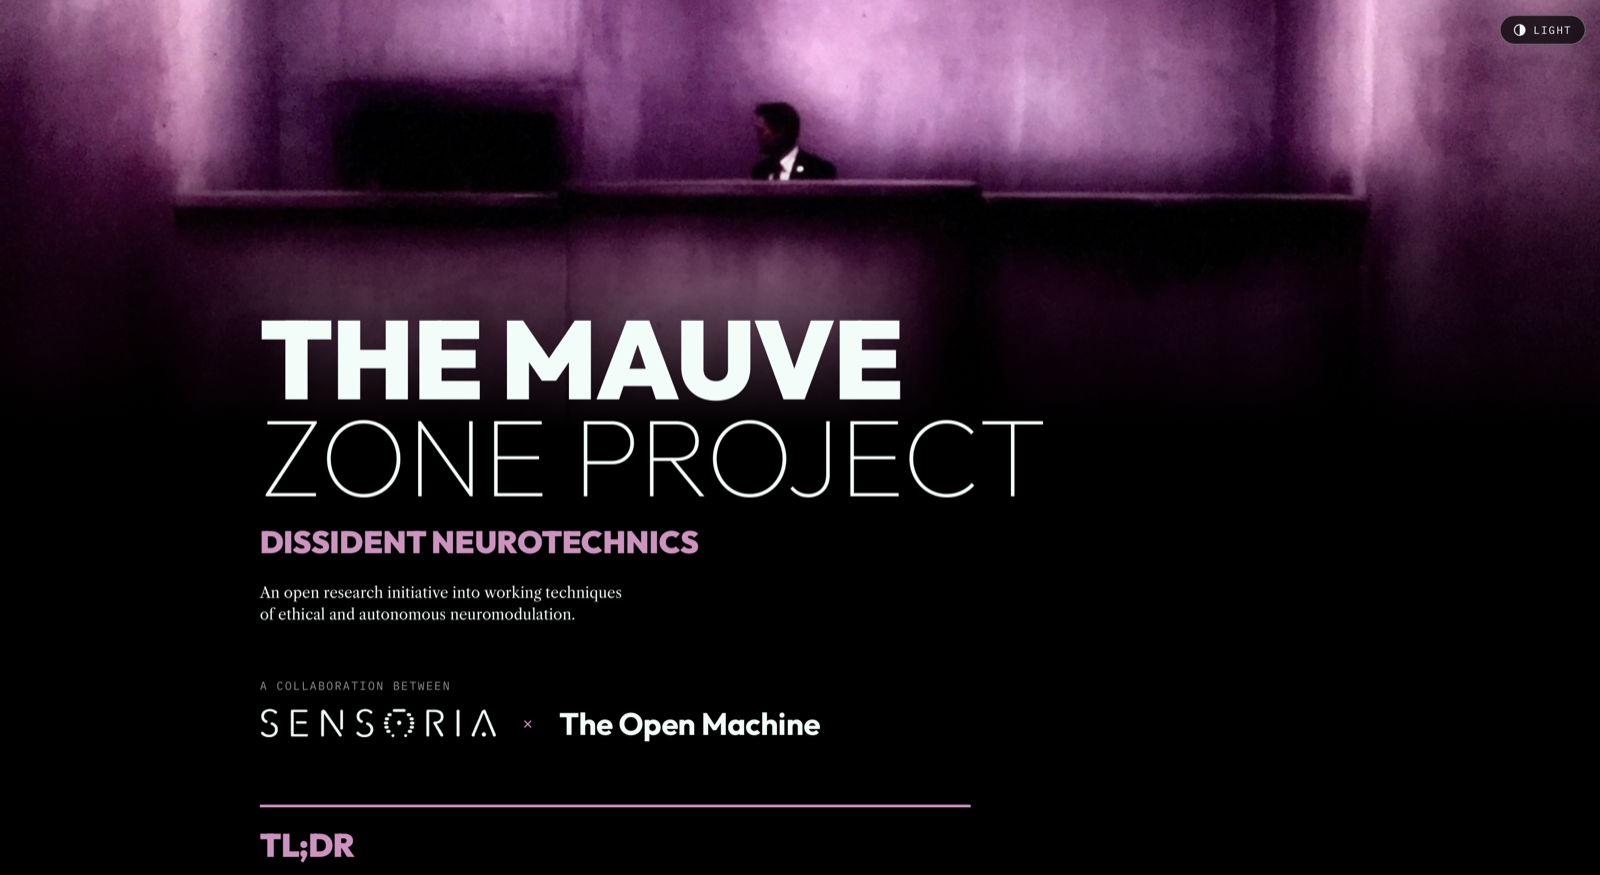 LIGHT
THE MAUVE
ZONE PROJECT
DISSIDENT NEUROTECHNICS
An open research initiative into working techniques
of ethical and autonomous neuromodulation.
A COLLABORATION BETWEEN
SENSORIA × The Open Machine
TL;DR